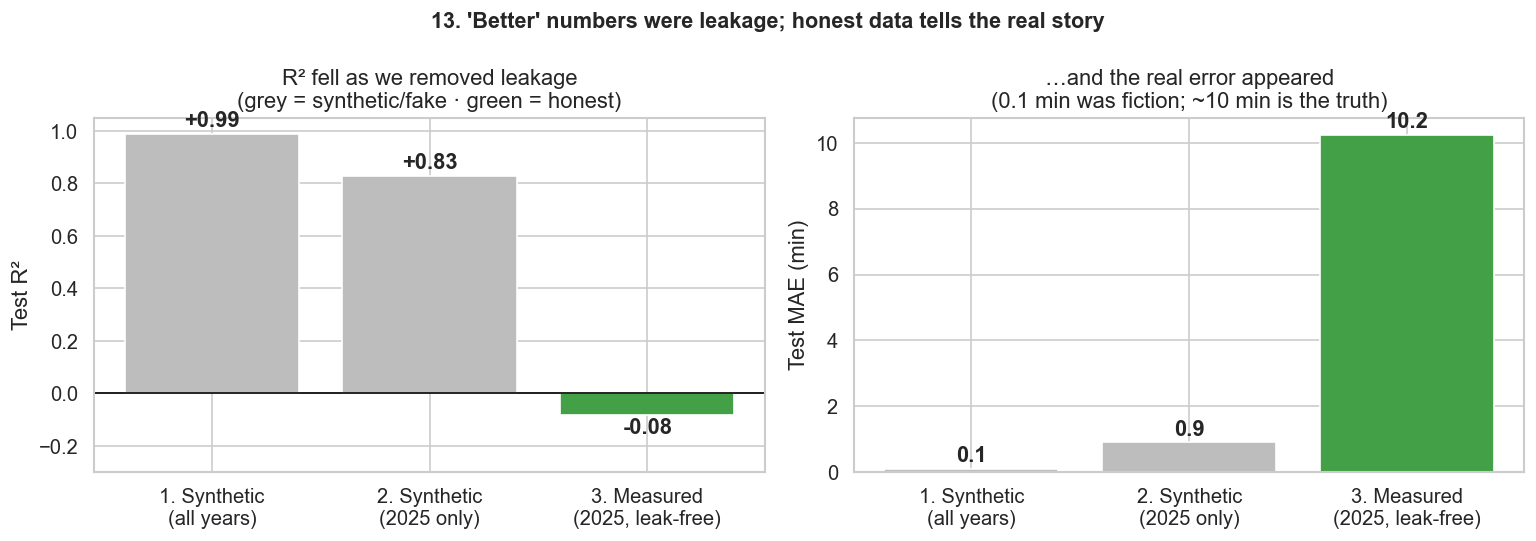 13. 'Better' numbers were leakage; honest data tells the real story
R² fell as we removed leakage
(grey = synthetic/fake · green = honest)
Test R²
1.0
0.8
0.6
0.4
0.2
0.0
−0.2
+0.99
+0.83
-0.08
1. Synthetic
(all years)
2. Synthetic
(2025 only)
3. Measured
(2025, leak-free)
…and the real error appeared
(0.1 min was fiction; ~10 min is the truth)
Test MAE (min)
10
8
6
4
2
0
0.1
0.9
10.2
1. Synthetic
(all years)
2. Synthetic
(2025 only)
3. Measured
(2025, leak-free)